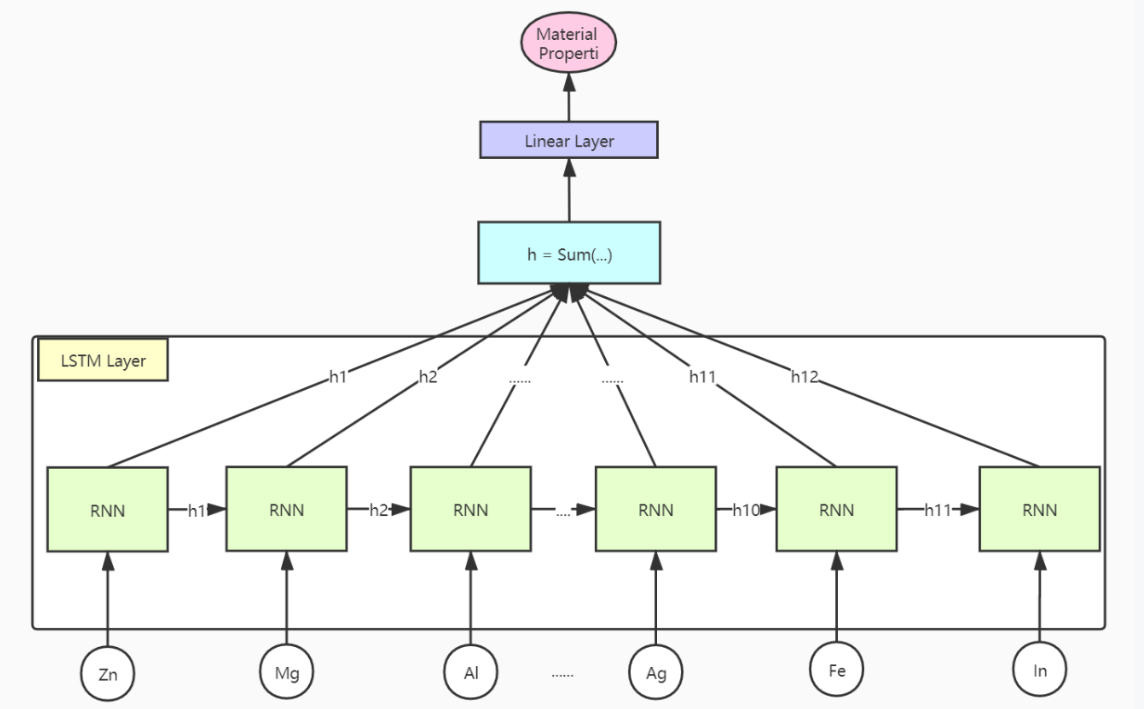 Material
Properti
Linear Layer
h = Sum(...)
LSTM Layer
h1
h2
......
......
h11
h12
RNN
h1
RNN
h2
RNN
....
RNN
h10
RNN
h11
RNN
Zn
Mg
Al
......
Ag
Fe
In